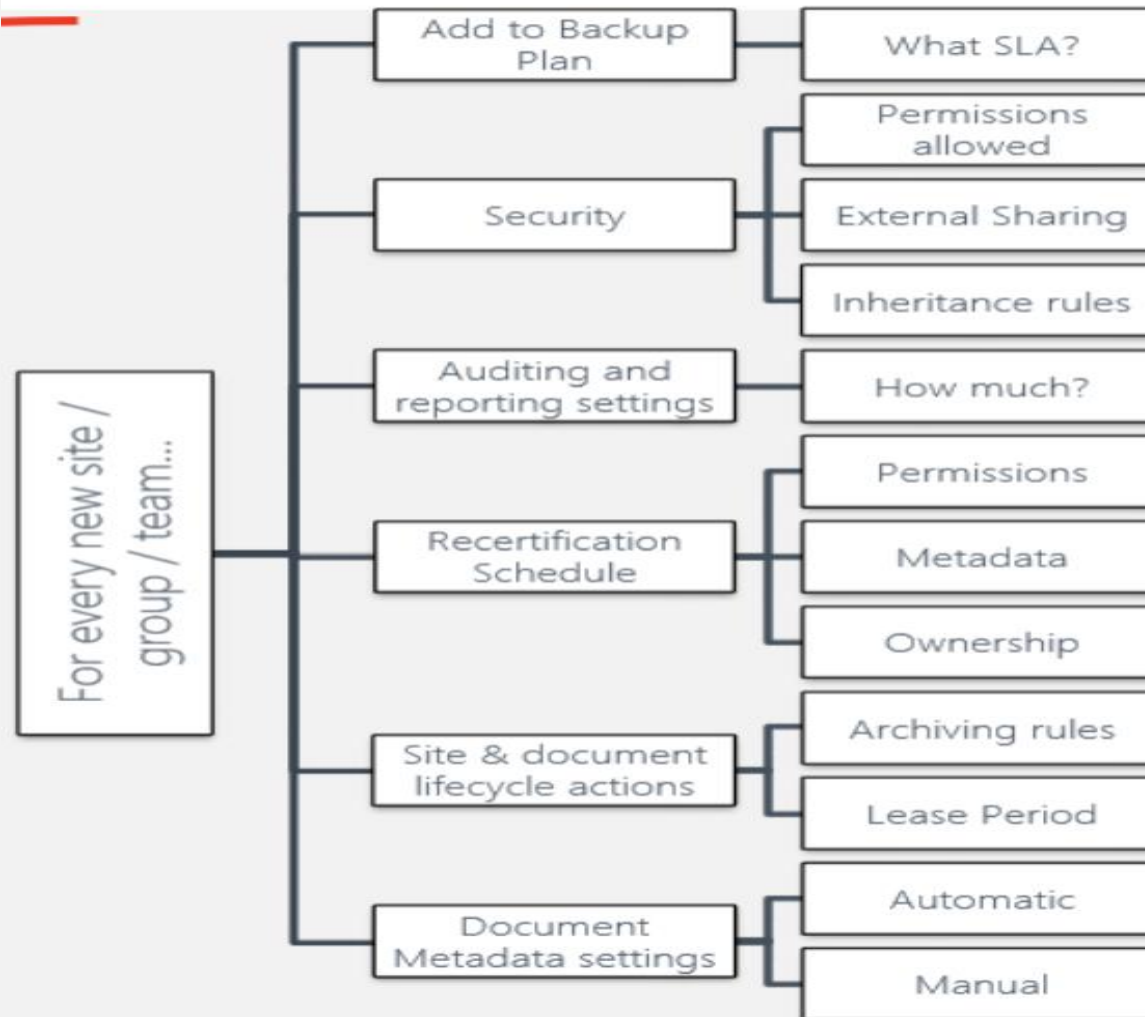 For every new site /
group / team...
Add to Backup
Plan
What SLA?
Security
Permissions
allowed
External Sharing
Inheritance rules
Auditing and
reporting settings
How much?
Recertification
Schedule
Permissions
Metadata
Ownership
Site & document
lifecycle actions
Archiving rules
Lease Period
Document
Metadata settings
Automatic
Manual